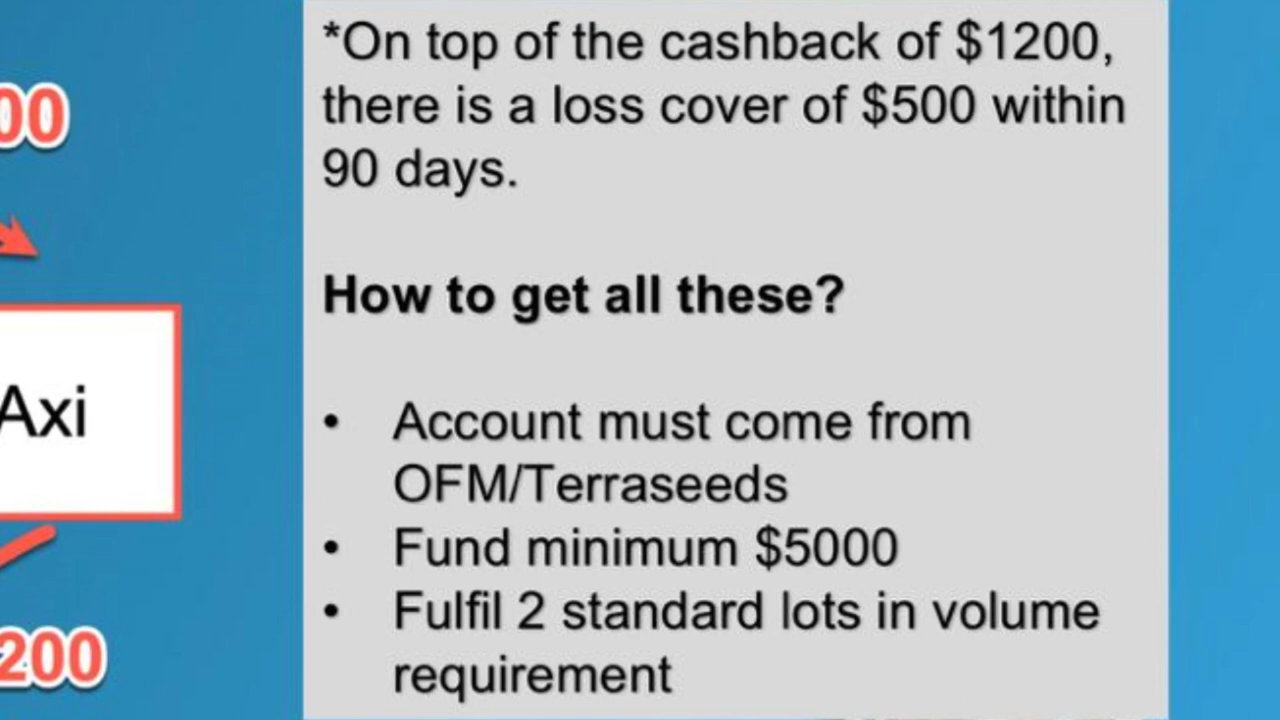 *On top of the cashback of $1200,
there is a loss cover of $500 within
90 days.
How to get all these?
• Account must come from
OFM/Terraseeds
• Fund minimum $5000
• Fulfil 2 standard lots in volume
requirement
00
Axi
200